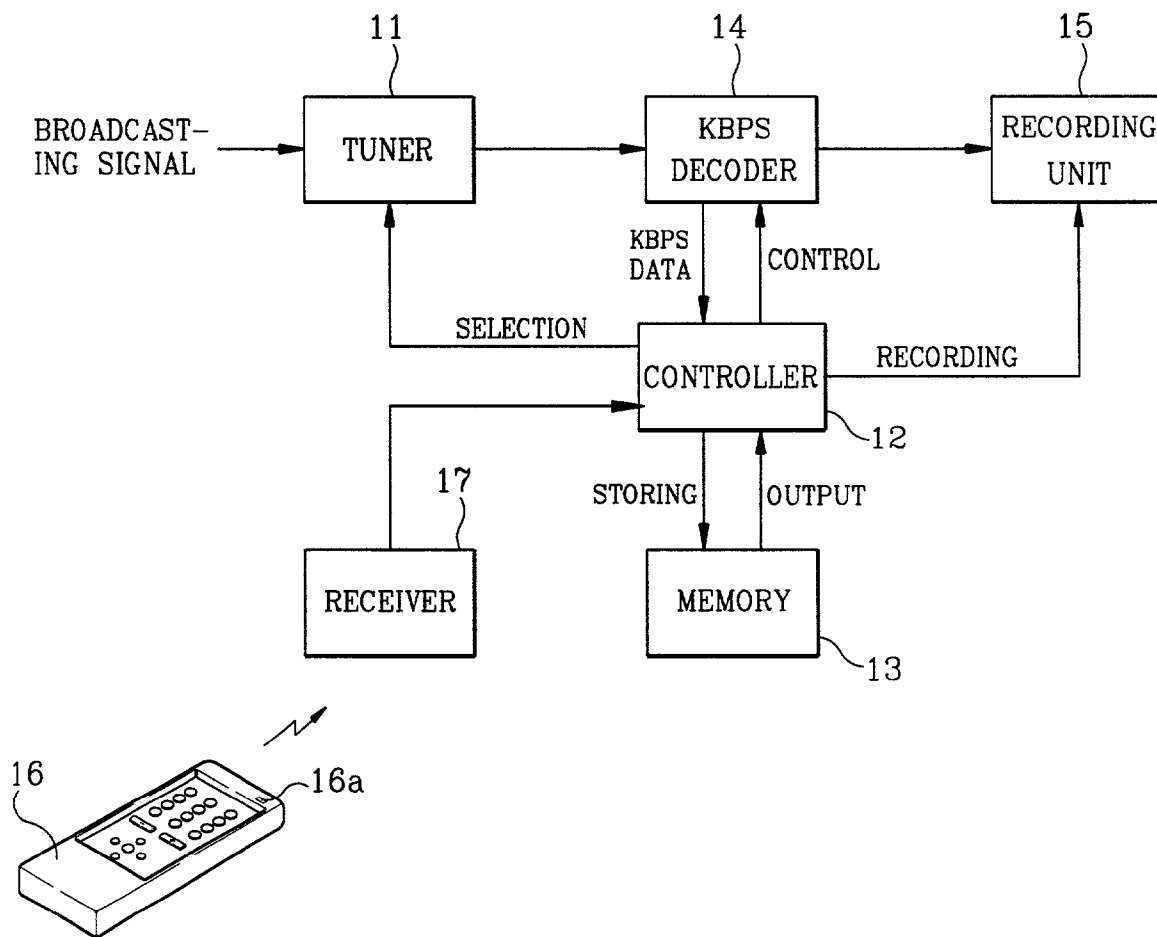 11
14
15
BROADCAST-
ING SIGNAL
TUNER
KBPS
DECODER
RECORDING
UNIT
KBPS
DATA
CONTROL
SELECTION
CONTROLLER
RECORDING
12
17
STORING
OUTPUT
RECEIVER
MEMORY
13
16
16a